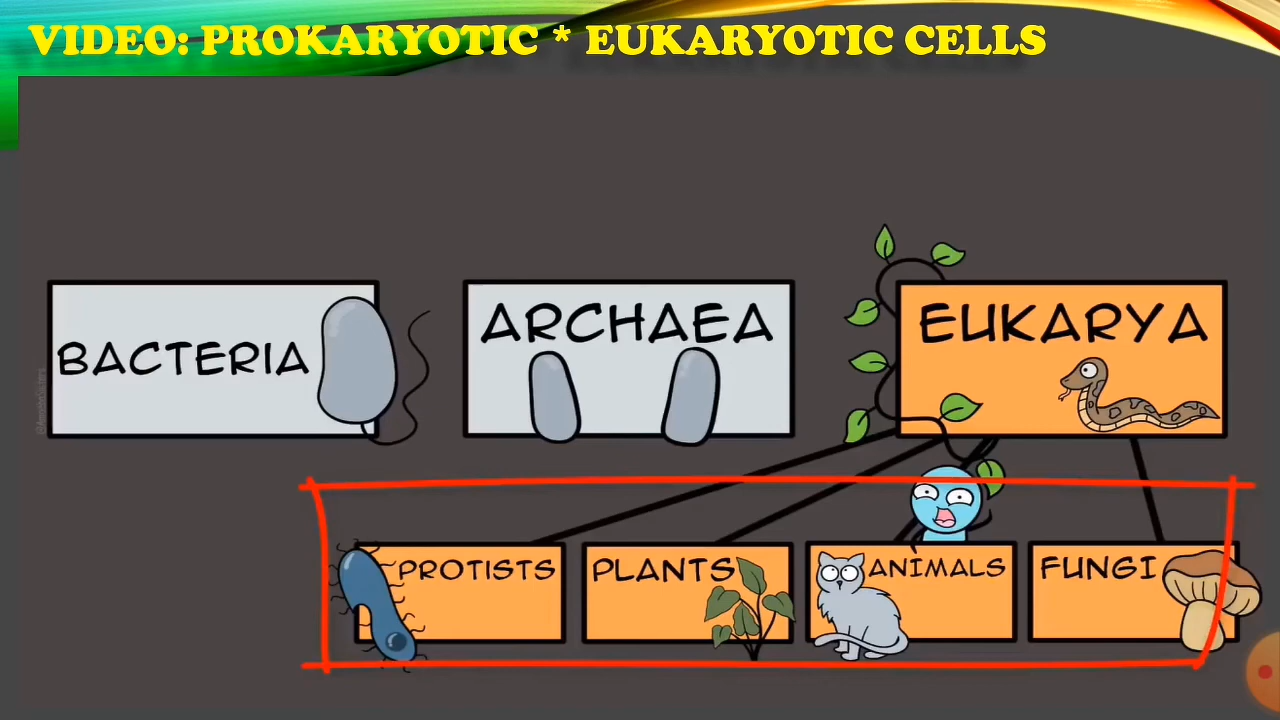 VIDEO: PROKARYOTIC * EUKARYOTIC CELLS
BACTERIA
ARCHAEA
EUKARYA
PROTISTS
PLANTS
ANIMALS
FUNGI